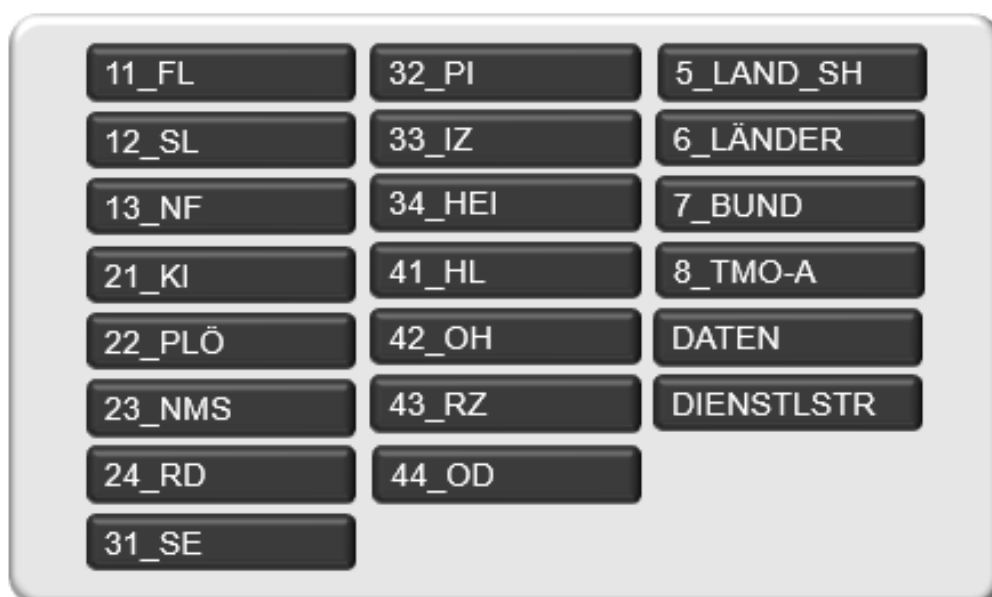 11_FL
12_SL
13_NF
21_KI
22_PLÖ
23_NMS
24_RD
31_SE
32_PI
33_IZ
34_HEI
41_HL
42_OH
43_RZ
44_OD
5_LAND_SH
6_LÄNDER
7_BUND
8_TMO-A
DATEN
DIENSTLSTR